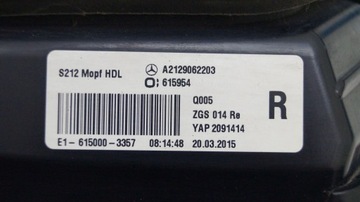 S212 Mopf HDL A2129062203
615954
Q005
ZGS 014 Re
YAP 2091414
R
E1- 615000-3357 08:14:48 20.03.2015